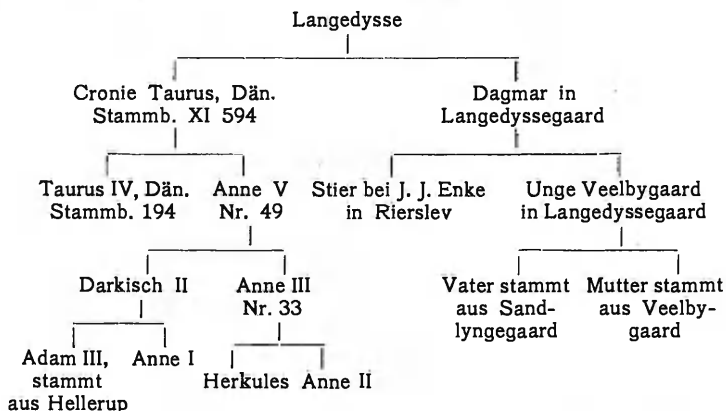 Langedysse
Cronie Taurus, Dän.
Stammb. XI 594
Dagmar in
Langedyssegaard
Taurus IV, Dän.
Stammb. 194
Anne V
Nr. 49
Stier bei J. J. Enke
in Rierslev
Unge Veelbygaard
in Langedyssegaard
Darkisch II
Anne III
Nr. 33
Vater stammt
aus Sand-
lyngegaard
Mutter stammt
aus Veelby-
gaard
Adam III,
stammt
aus Hellerup
Anne I
Herkules
Anne II